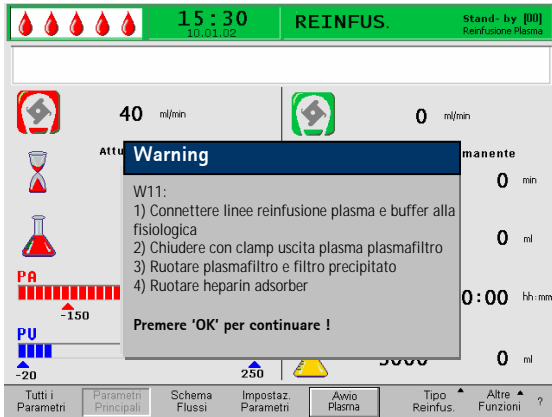 15:30
10.01.02
REINFUS.
Stand- by [00]
Reinfusione Plasma
40 ml/min
0 ml/min
Attu
manente
Warning
W11:
1) Connettere linee reinfusione plasma e buffer alla
fisiologica
2) Chiudere con clamp uscita plasma plasmafiltro
3) Ruotare plasmafiltro e filtro precipitato
4) Ruotare heparin adsorber
Premere 'OK' per continuare !
0 min
0 ml
PA
-150
0:00 hh:mm
PV
-20
250
0 ml
Tutti i
Parametri
Parametri
Principali
Schema
Flussi
Impostaz.
Parametri
Avvio
Plasma
Tipo
Reinfus.
Altre
Funzioni
?